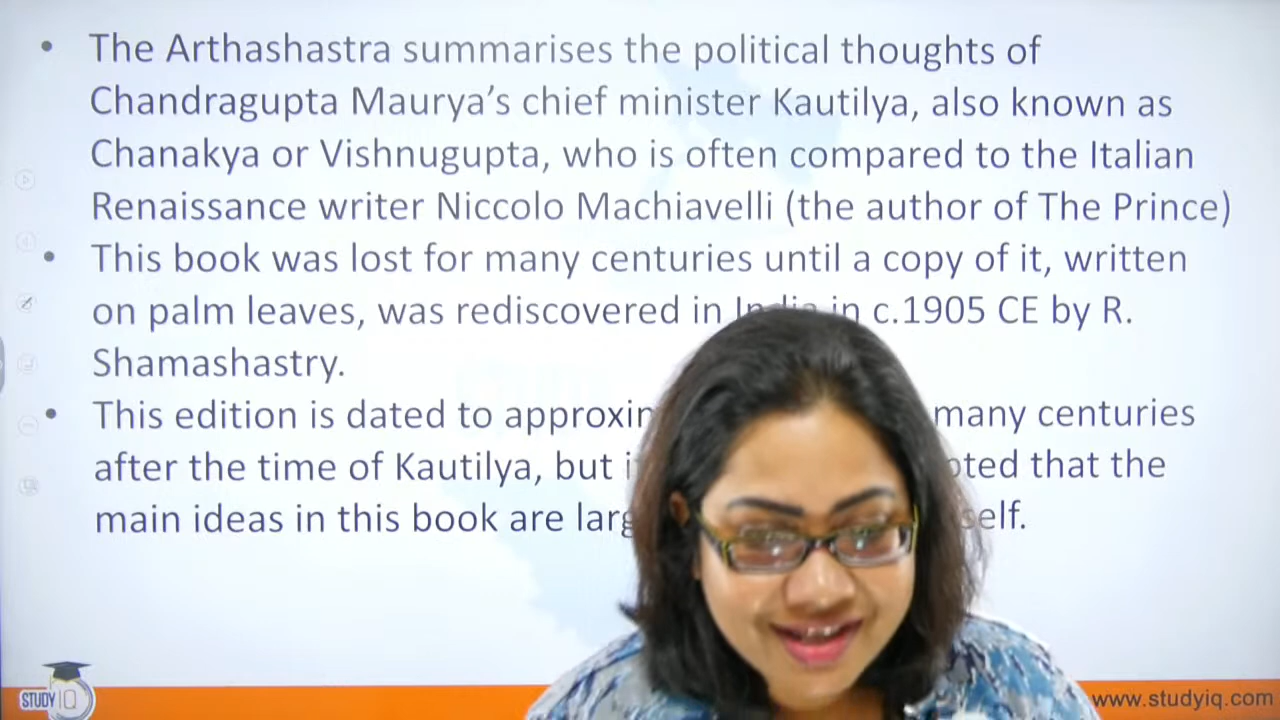 • The Arthashastra summarises the political thoughts of
Chandragupta Maurya's chief minister Kautilya, also known as
Chanakya or Vishnugupta, who is often compared to the Italian
Renaissance writer Niccolo Machiavelli (the author of The Prince)
• This book was lost for many centuries until a copy of it, written
on palm leaves, was rediscovered in India in c.1905 CE by R.
Shamashastry.
• This edition is dated to many centuries
after the time of Kautilya, but that the
main ideas in this book are
STUDY IQ
www.studyiq.com